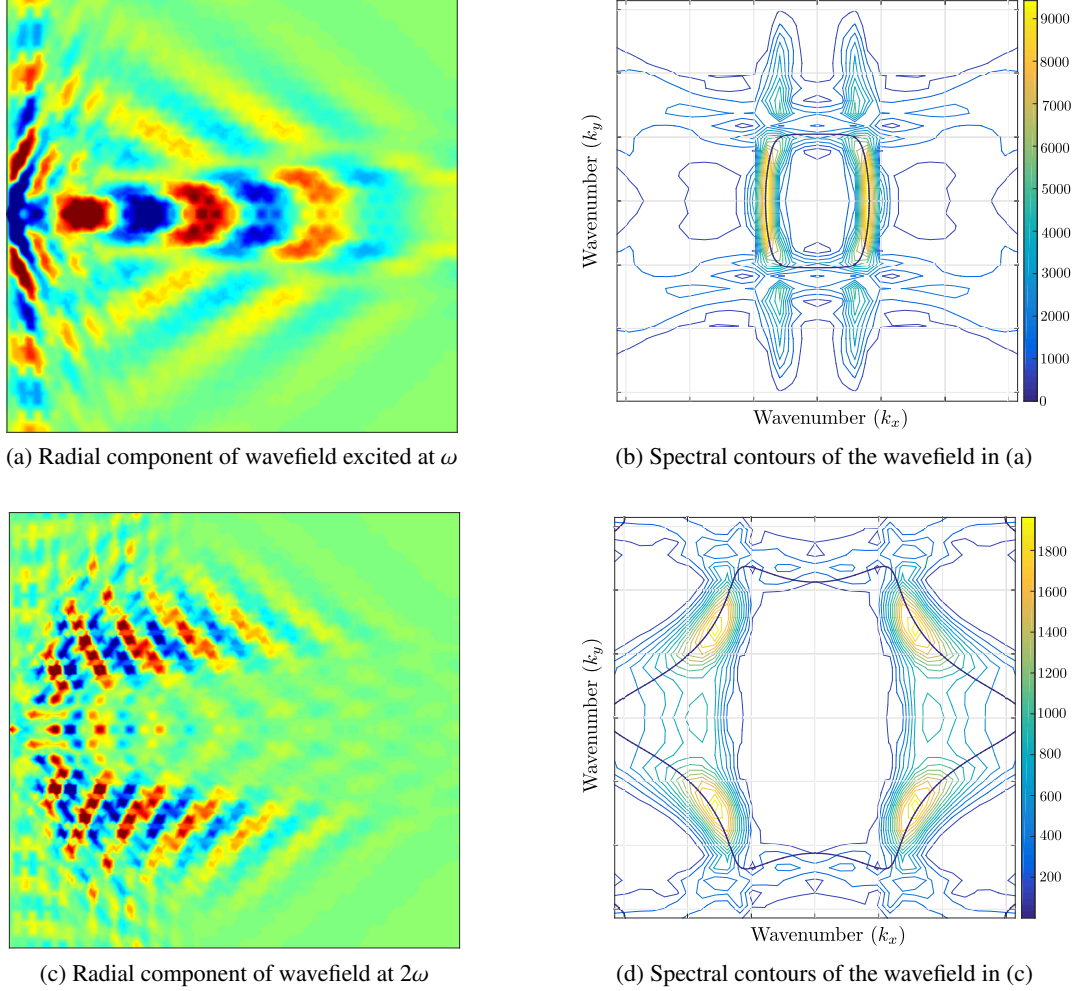 9000
8000
7000
6000
5000
4000
3000
2000
1000
0
Wavenumber (k_y)
Wavenumber (k_x)
(a) Radial component of wavefield excited at ω
(b) Spectral contours of the wavefield in (a)
1800
1600
1400
1200
1000
800
600
400
200
Wavenumber (k_y)
Wavenumber (k_x)
(c) Radial component of wavefield at 2ω
(d) Spectral contours of the wavefield in (c)